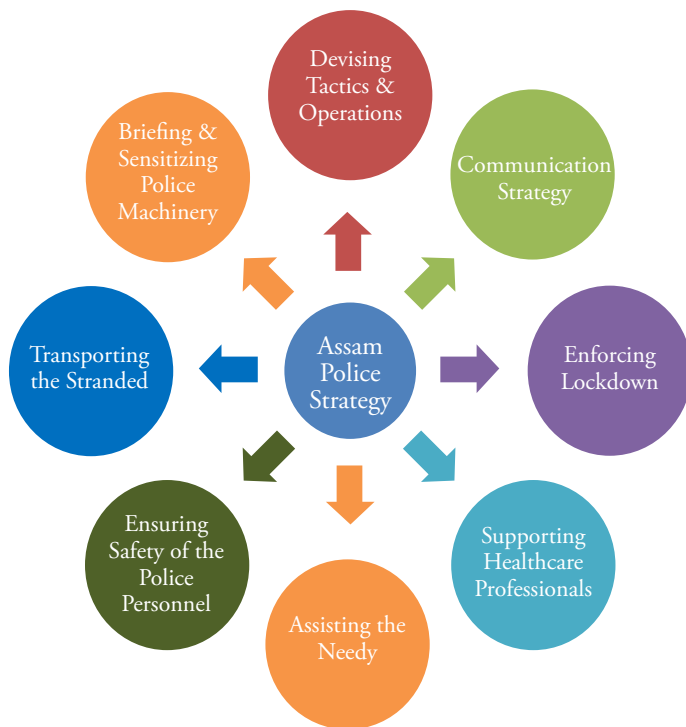 Devising
Tactics &
Operations
Communication
Strategy
Enforcing
Lockdown
Supporting
Healthcare
Professionals
Assisting the
Needy
Ensuring
Safety of the
Police
Personnel
Transporting
the Stranded
Briefing &
Sensitizing
Police
Machinery
Assam
Police
Strategy